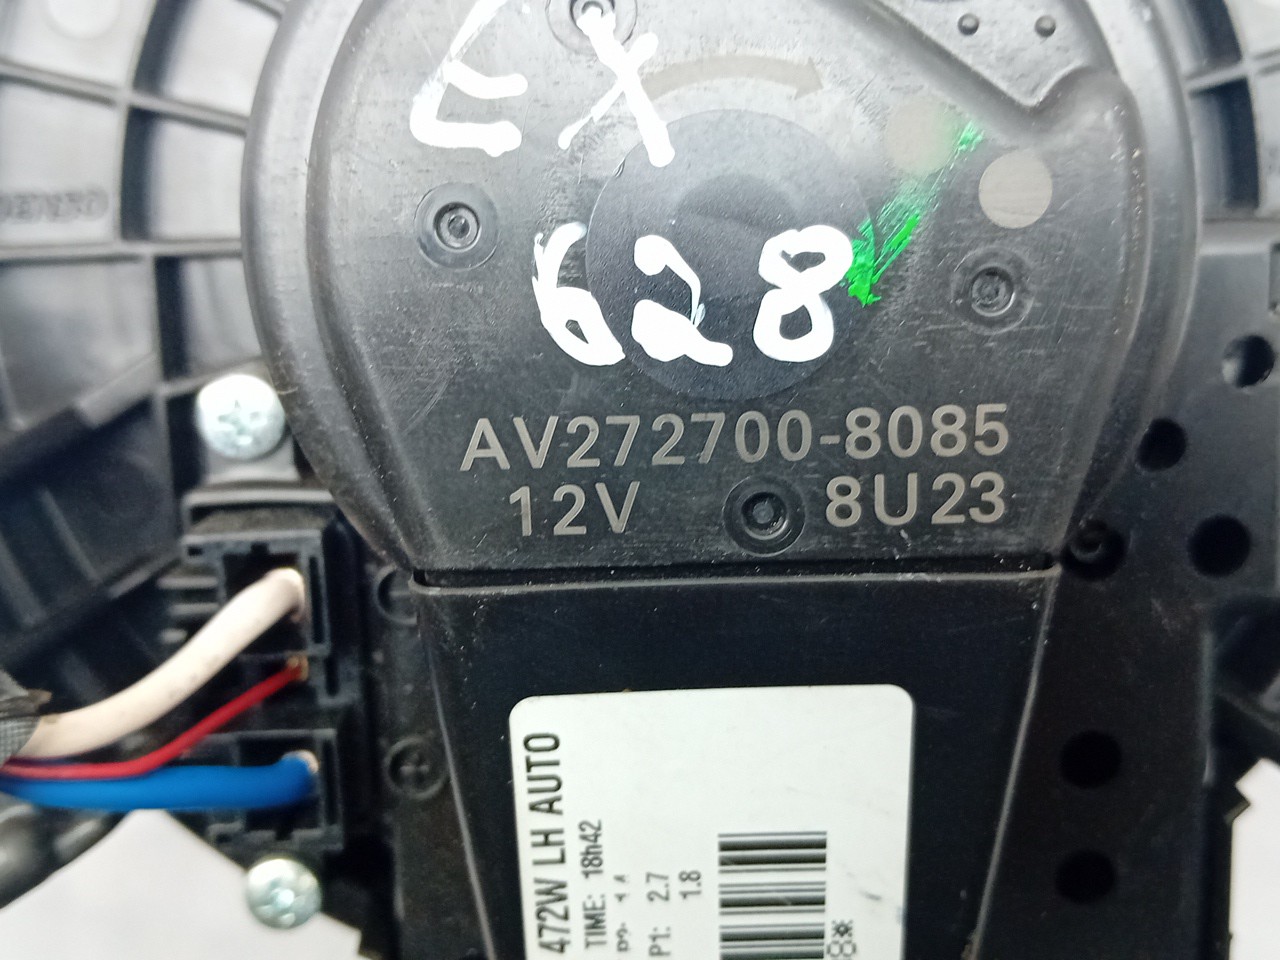 EX
628
AV272700-8085
12V 8U23
472W LH AUTO
TIME: 18h42
P1: 2.7
1.8